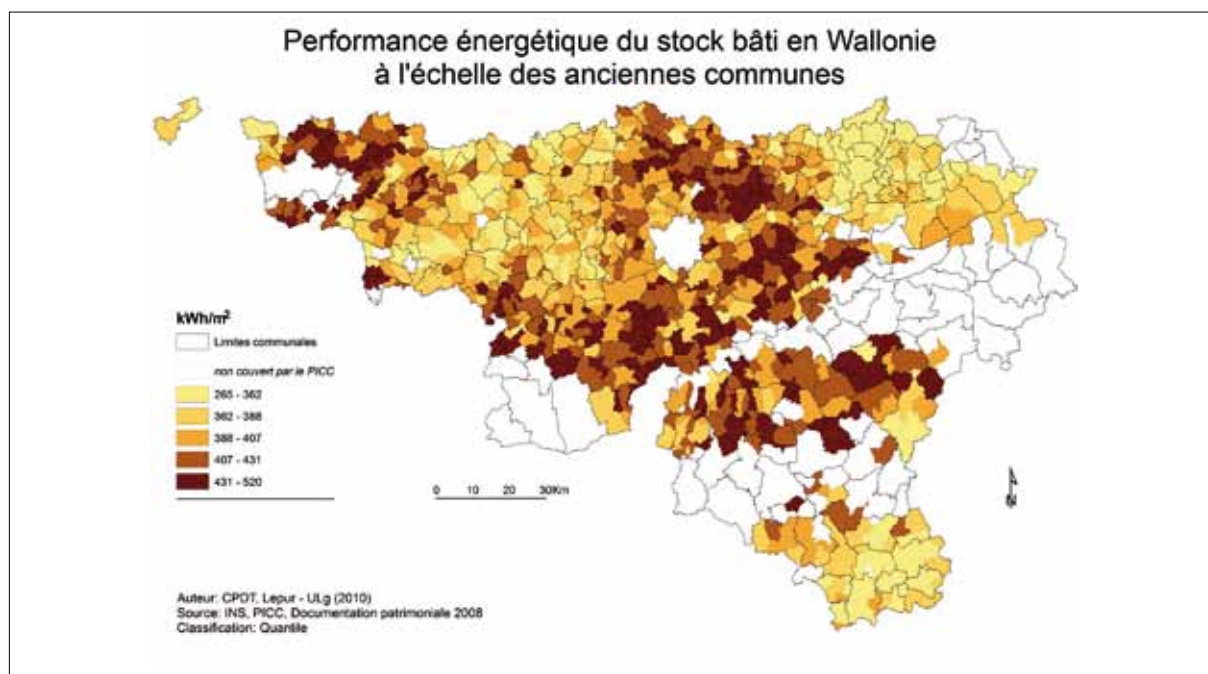 Performance énergétique du stock bâti en Wallonie
à l'échelle des anciennes communes
kWh/m²
Limites communales
non couvert par le PICC
265 - 362
362 - 388
388 - 407
407 - 431
431 - 520
0 10 20 30Km
N
Auteur: CPDT, Lepur - ULg (2010)
Source: INS, PICC, Documentation patrimoniale 2008
Classification: Quantile